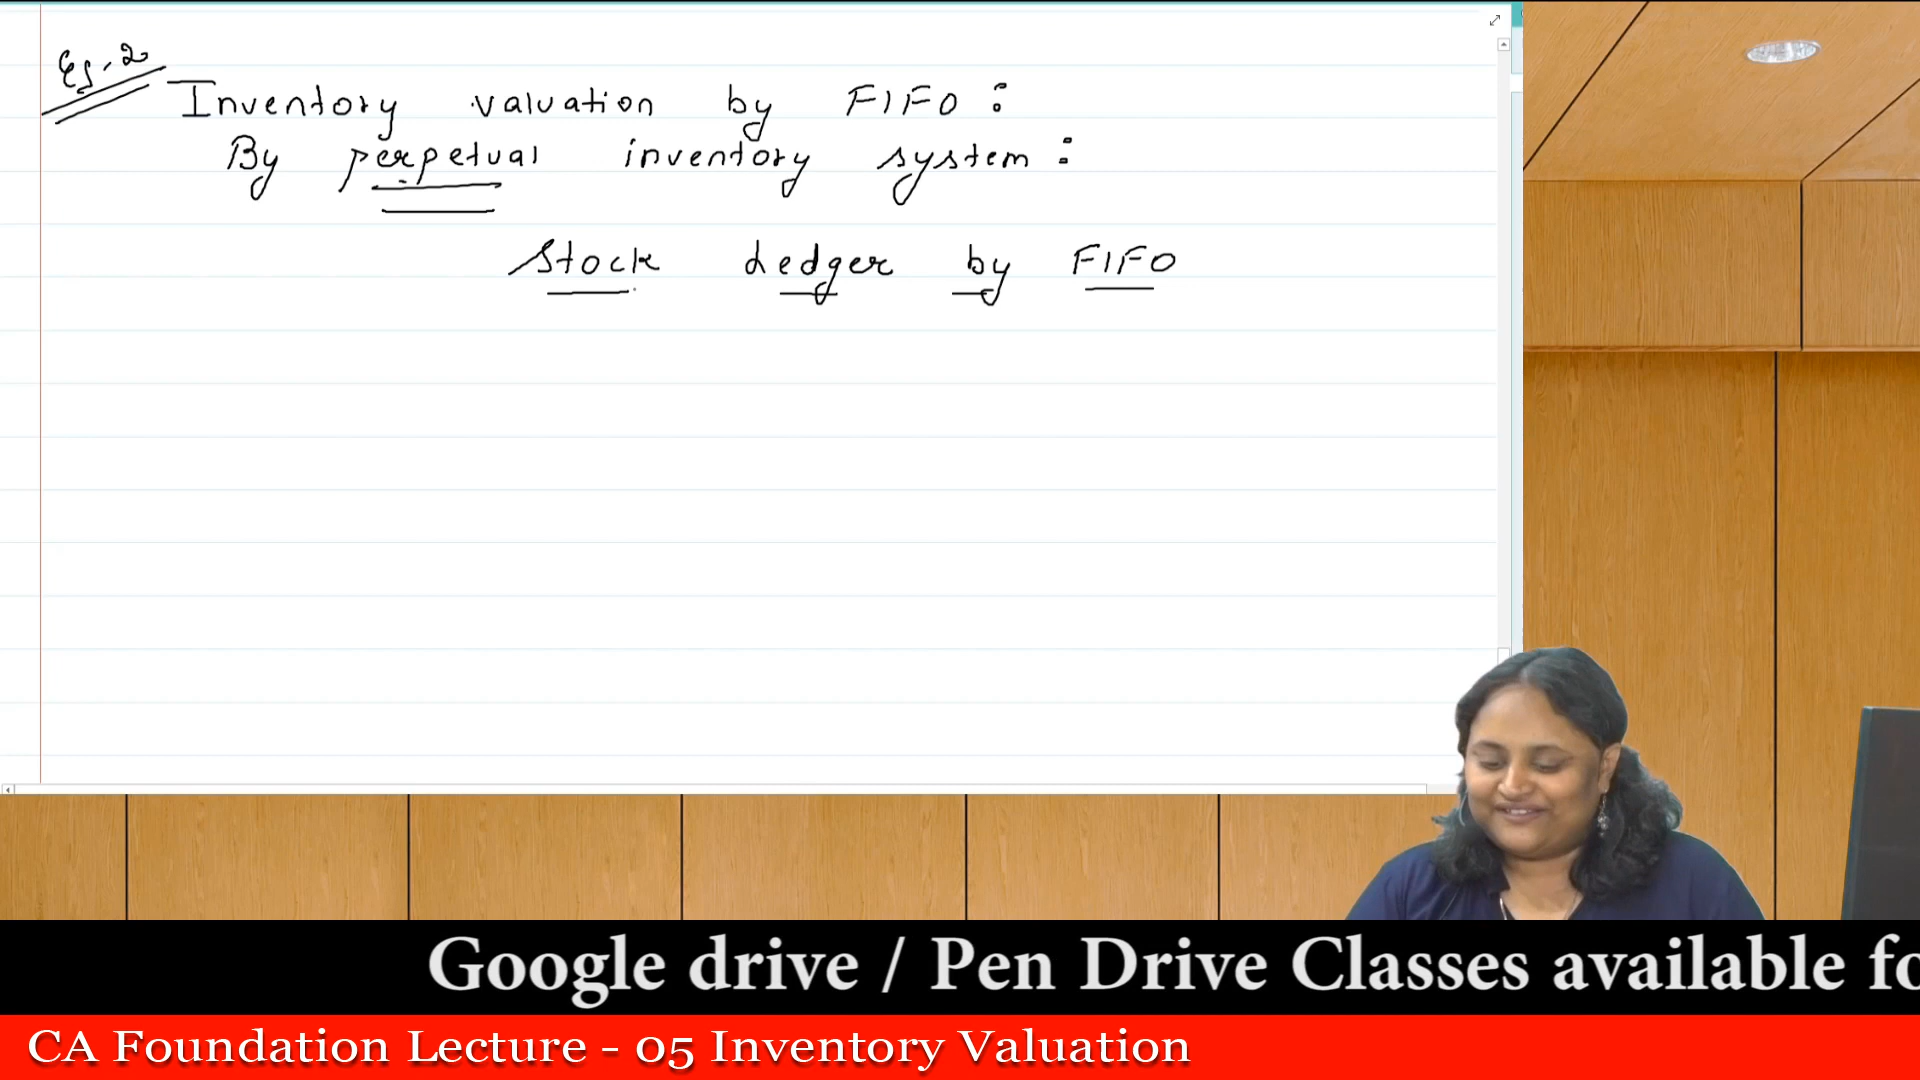 Eg. 2
Inventory valuation by FIFO :
By perpetual inventory system :
Stock Ledger by FIFO
Google drive / Pen Drive Classes available fo
CA Foundation Lecture - 05 Inventory Valuation